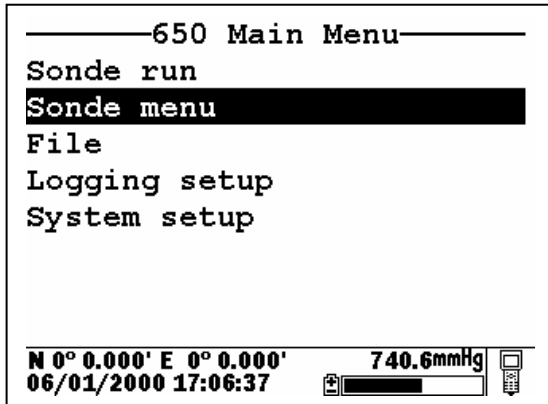 650 Main Menu
Sonde run
Sonde menu
File
Logging setup
System setup
N 0° 0.000' E 0° 0.000' 740.6mmHg
06/01/2000 17:06:37